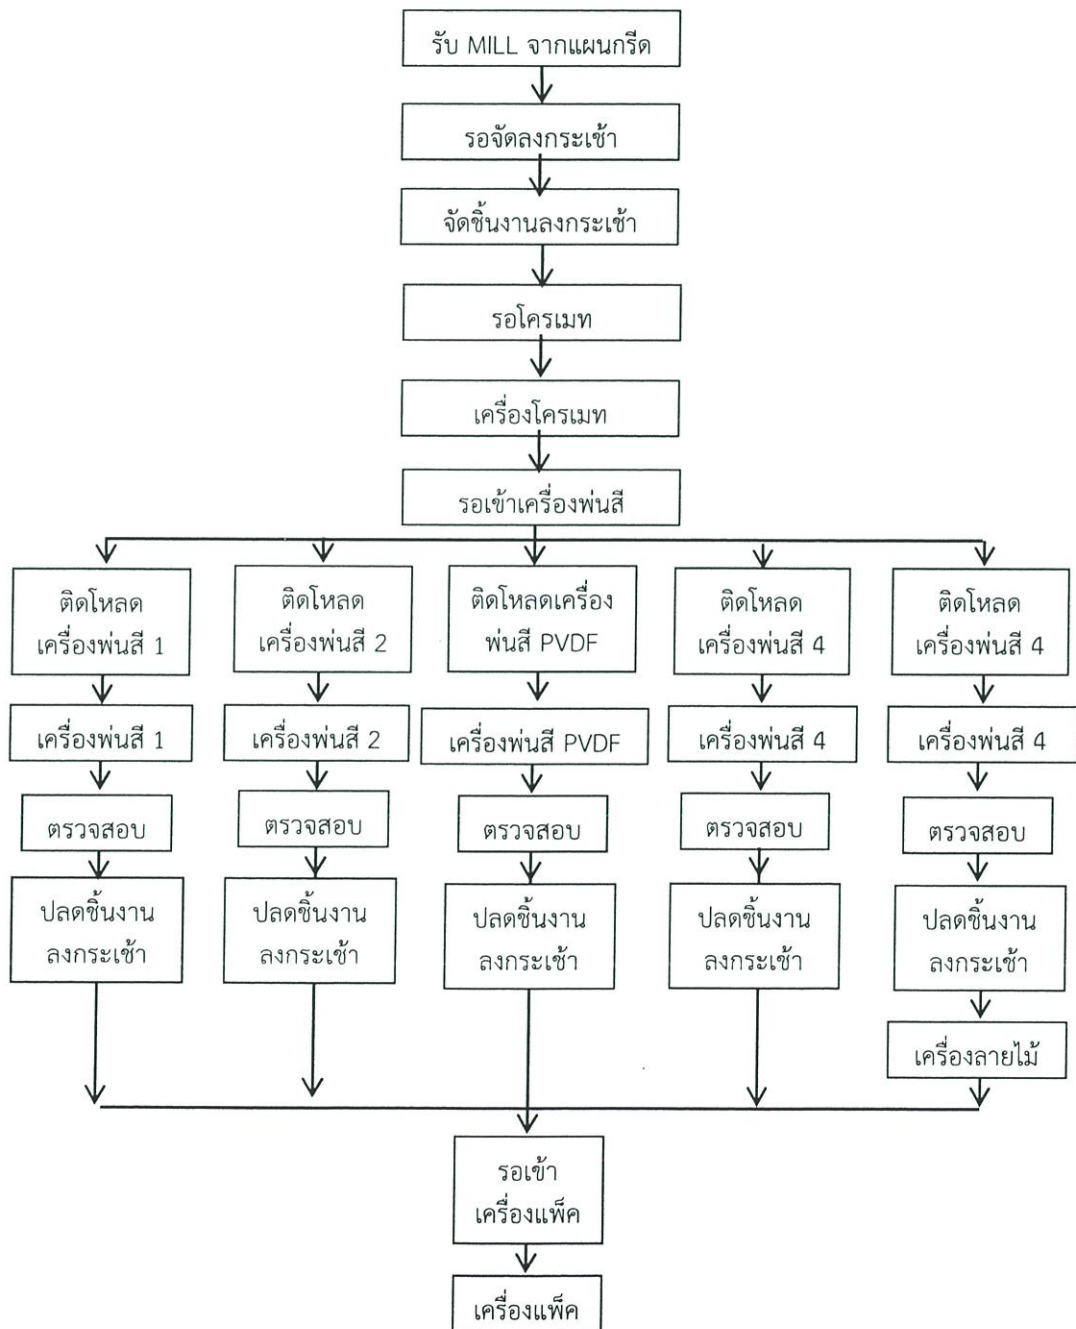 รับ MILL จากแผนกรีด
รอจัดลงกระเช้า
จัดชิ้นงานลงกระเช้า
รอโครเมท
เครื่องโครเมท
รอเข้าเครื่องพ่นสี
ติดโหลด
เครื่องพ่นสี 1
ติดโหลด
เครื่องพ่นสี 2
ติดโหลดเครื่อง
พ่นสี PVDF
ติดโหลด
เครื่องพ่นสี 4
ติดโหลด
เครื่องพ่นสี 4
เครื่องพ่นสี 1
เครื่องพ่นสี 2
เครื่องพ่นสี PVDF
เครื่องพ่นสี 4
เครื่องพ่นสี 4
ตรวจสอบ
ตรวจสอบ
ตรวจสอบ
ตรวจสอบ
ตรวจสอบ
ปลดชิ้นงาน
ลงกระเช้า
ปลดชิ้นงาน
ลงกระเช้า
ปลดชิ้นงาน
ลงกระเช้า
ปลดชิ้นงาน
ลงกระเช้า
ปลดชิ้นงาน
ลงกระเช้า
เครื่องลายไม้
รอเข้า
เครื่องแพ็ค
เครื่องแพ็ค